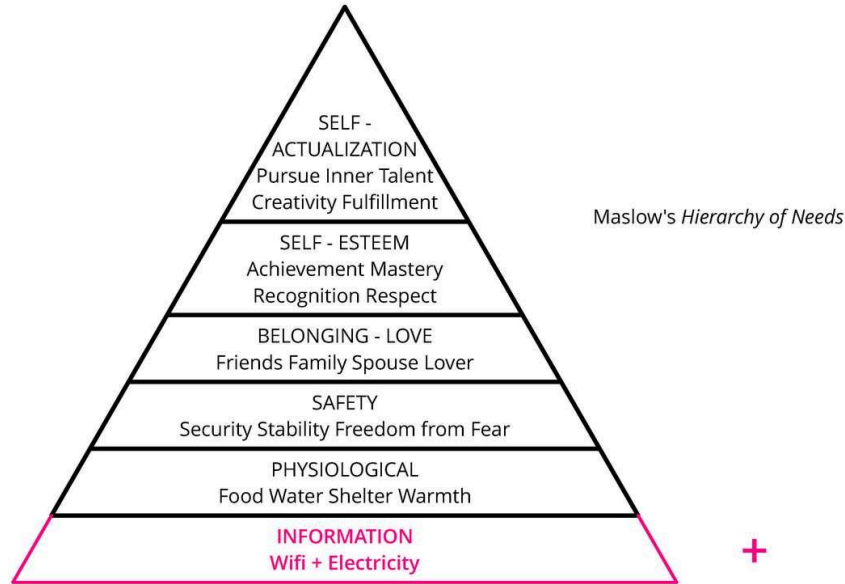 SELF -
ACTUALIZATION
Pursue Inner Talent
Creativity Fulfillment
Maslow's Hierarchy of Needs
SELF - ESTEEM
Achievement Mastery
Recognition Respect
BELONGING - LOVE
Friends Family Spouse Lover
SAFETY
Security Stability Freedom from Fear
PHYSIOLOGICAL
Food Water Shelter Warmth
INFORMATION
Wifi + Electricity
+